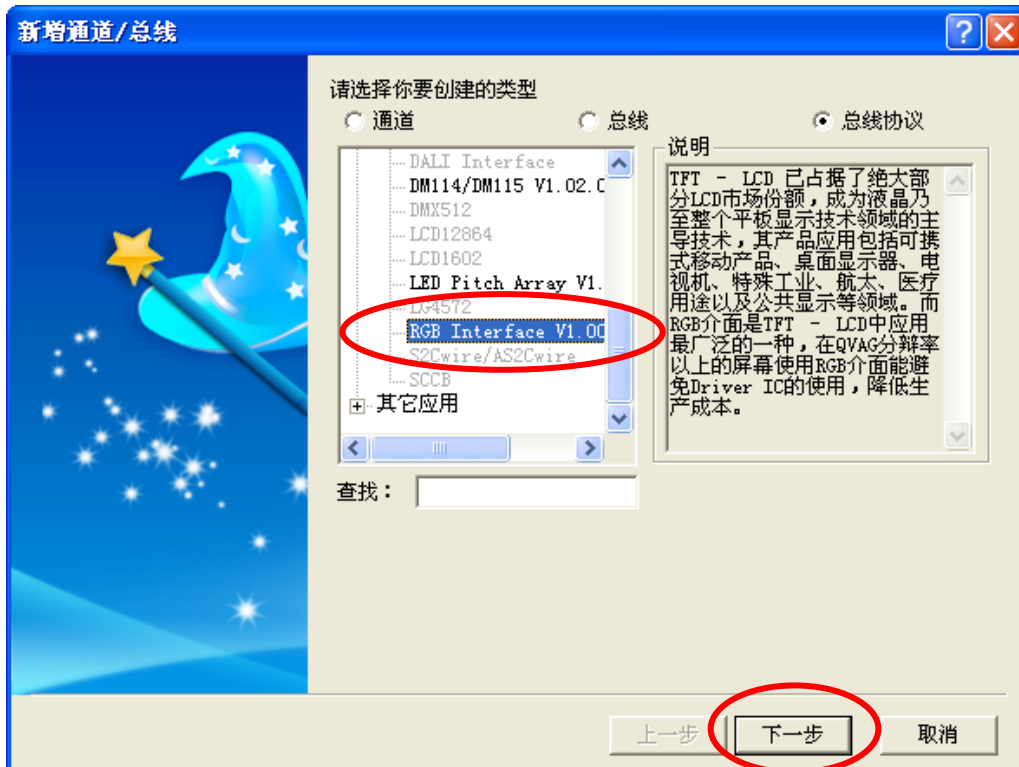 新增通道/总线
请选择你要创建的类型
通道
总线
总线协议
DALI Interface
DM114/DM115 V1.02.C
DMX512
LCD12864
LCD1602
LED Pitch Array V1.
LG4572
RGB Interface V1.00
S2Cwire/AS2Cwire
SCCB
其它应用
查找：
说明
TFT - LCD 已占据了绝大部
分LCD市场份额，成为液晶乃
至整个平板显示技术领域的主
导技术，其产品应用包括可携
式移动产品、桌面显示器、电
视机、特殊工业、航太、医疗
用途以及公共显示等领域。而
RGB介面是TFT - LCD中应用
最广泛的一种，在QVAG分辩率
以上的屏幕使用RGB介面能避
免Driver IC的使用，降低生
产成本。
上一步
下一步
取消